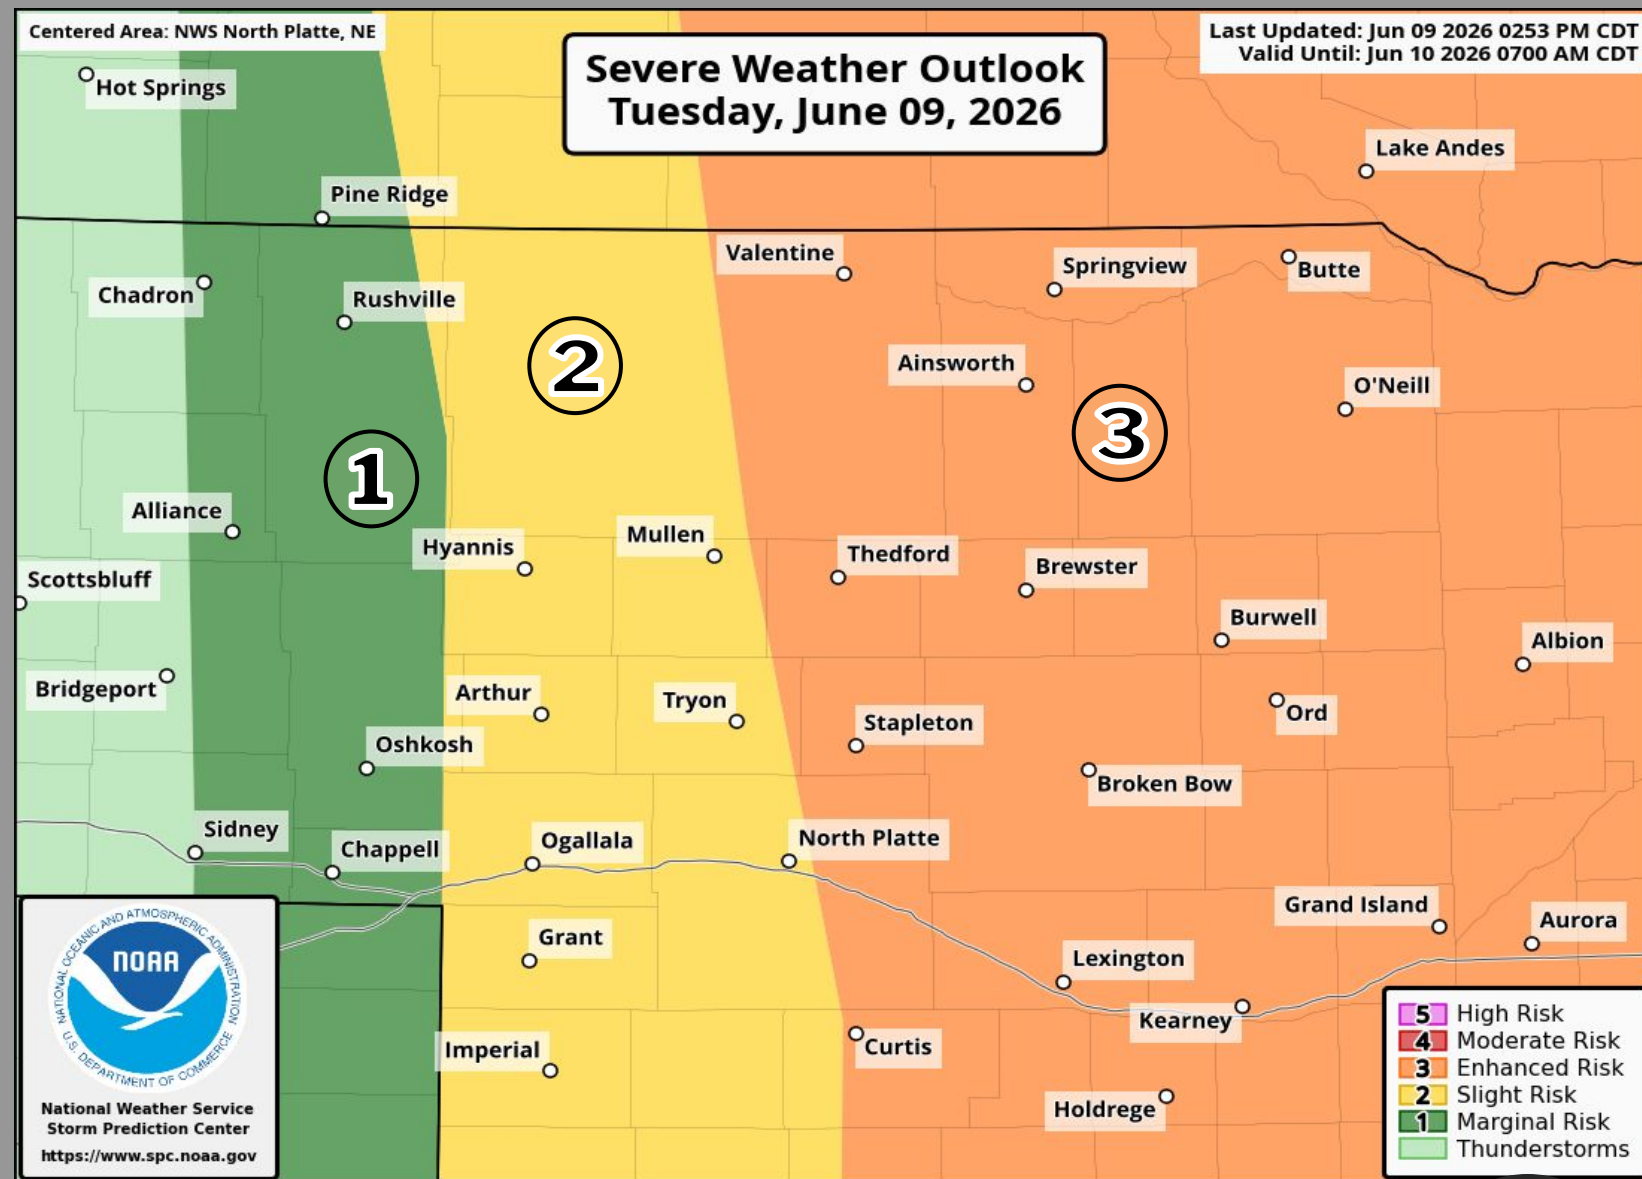 Centered Area: NWS North Platte, NE
Severe Weather Outlook
Tuesday, June 09, 2026
Last Updated: Jun 09 2026 0253 PM CDT
Valid Until: Jun 10 2026 0700 AM CDT
Hot Springs
Lake Andes
Pine Ridge
Valentine
Springview
Butte
Chadron
Rushville
Ainsworth
O'Neill
2
3
1
Alliance
Hyannis
Mullen
Thedford
Brewster
Scottsbluff
Burwell
Albion
Bridgeport
Arthur
Tryon
Stapleton
Ord
Oshkosh
Broken Bow
Sidney
Chappell
Ogallala
North Platte
Grand Island
Aurora
Grant
Lexington
Kearney
Imperial
Curtis
Holdrege
NATIONAL OCEANIC AND ATMOSPHERIC ADMINISTRATION
NOAA
U.S. DEPARTMENT OF COMMERCE
National Weather Service
Storm Prediction Center
https://www.spc.noaa.gov
5 High Risk
4 Moderate Risk
3 Enhanced Risk
2 Slight Risk
1 Marginal Risk
Thunderstorms